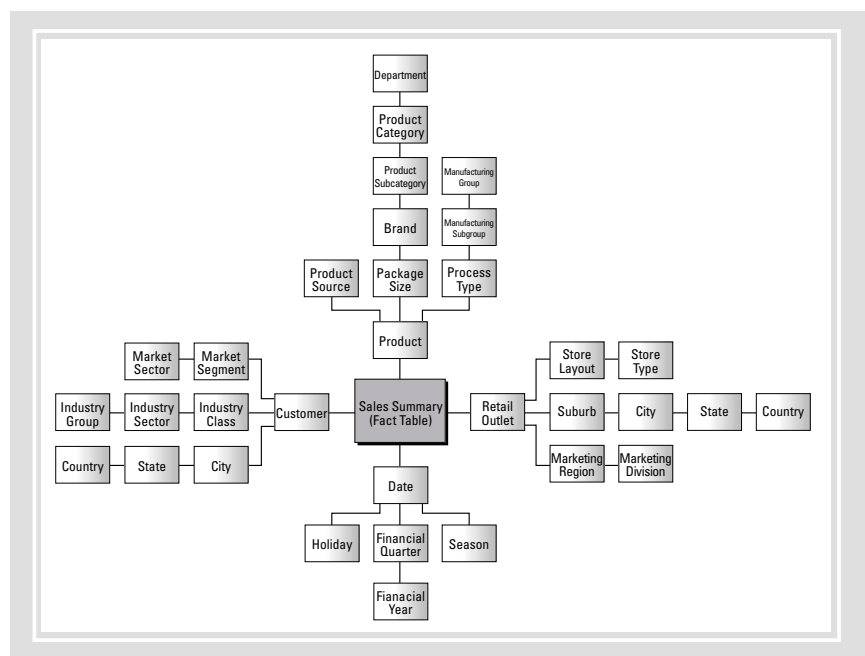 Department
Product
Category
Product
Subcategory
Manufacturing
Group
Brand
Manufacturing
Subgroup
Product
Source
Package
Size
Process
Type
Product
Market
Sector
Market
Segment
Store
Layout
Store
Type
Industry
Group
Industry
Sector
Industry
Class
Customer
Sales Summary
(Fact Table)
Retail
Outlet
Suburb
City
State
Country
Country
State
City
Marketing
Region
Marketing
Division
Date
Holiday
Financial
Quarter
Season
Fianacial
Year